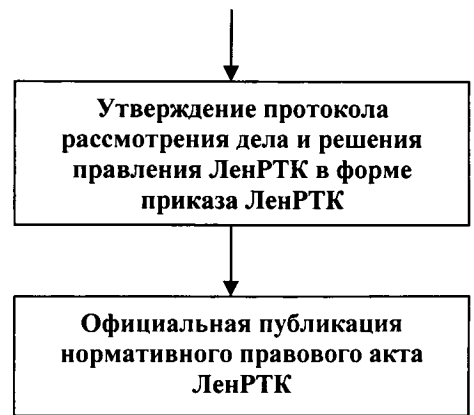 Утверждение протокола
рассмотрения дела и решения
правления ЛенРТК в форме
приказа ЛенРТК
Официальная публикация
нормативного правового акта
ЛенРТК